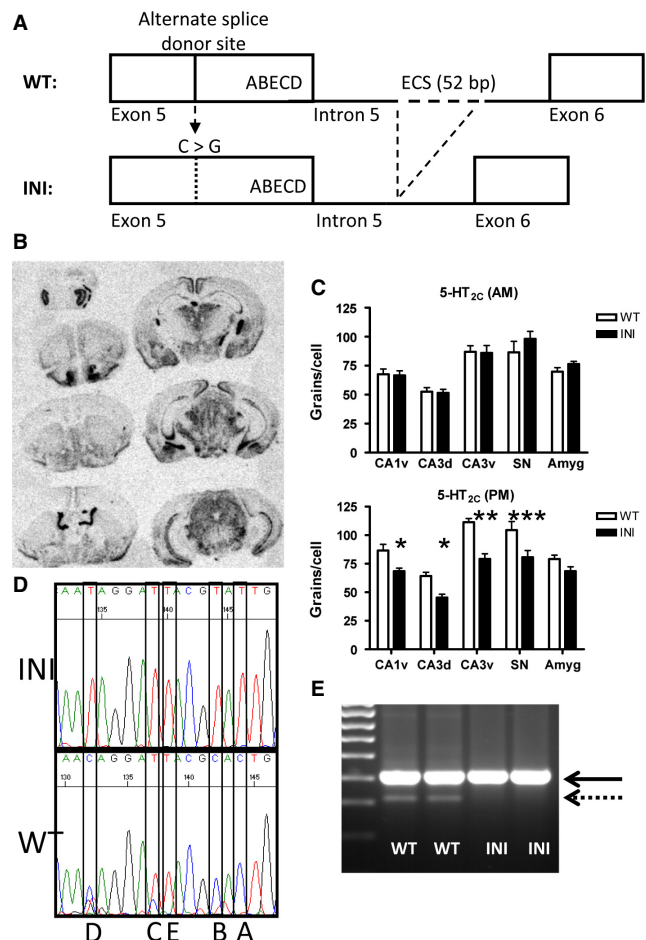 A
Alternate splice
donor site
WT:
ABECD
ECS (52 bp)
Exon 5
Intron 5
Exon 6
C > G
INI:
ABECD
Exon 5
Intron 5
Exon 6
B
C
5-HT2C (AM)
WT
INI
Grains/cell
125
100
75
50
25
0
CA1v CA3d CA3v SN Amyg
5-HT2C (PM)
WT
INI
Grains/cell
125
100
75
50
25
0
* * ** ***
CA1v CA3d CA3v SN Amyg
D
A A T A G G A T T A C G T A T T G
135 140 145
INI
A A C A G G A T T A C G C A C T G
130 135 140 145
WT
D C E B A
E
WT WT INI INI